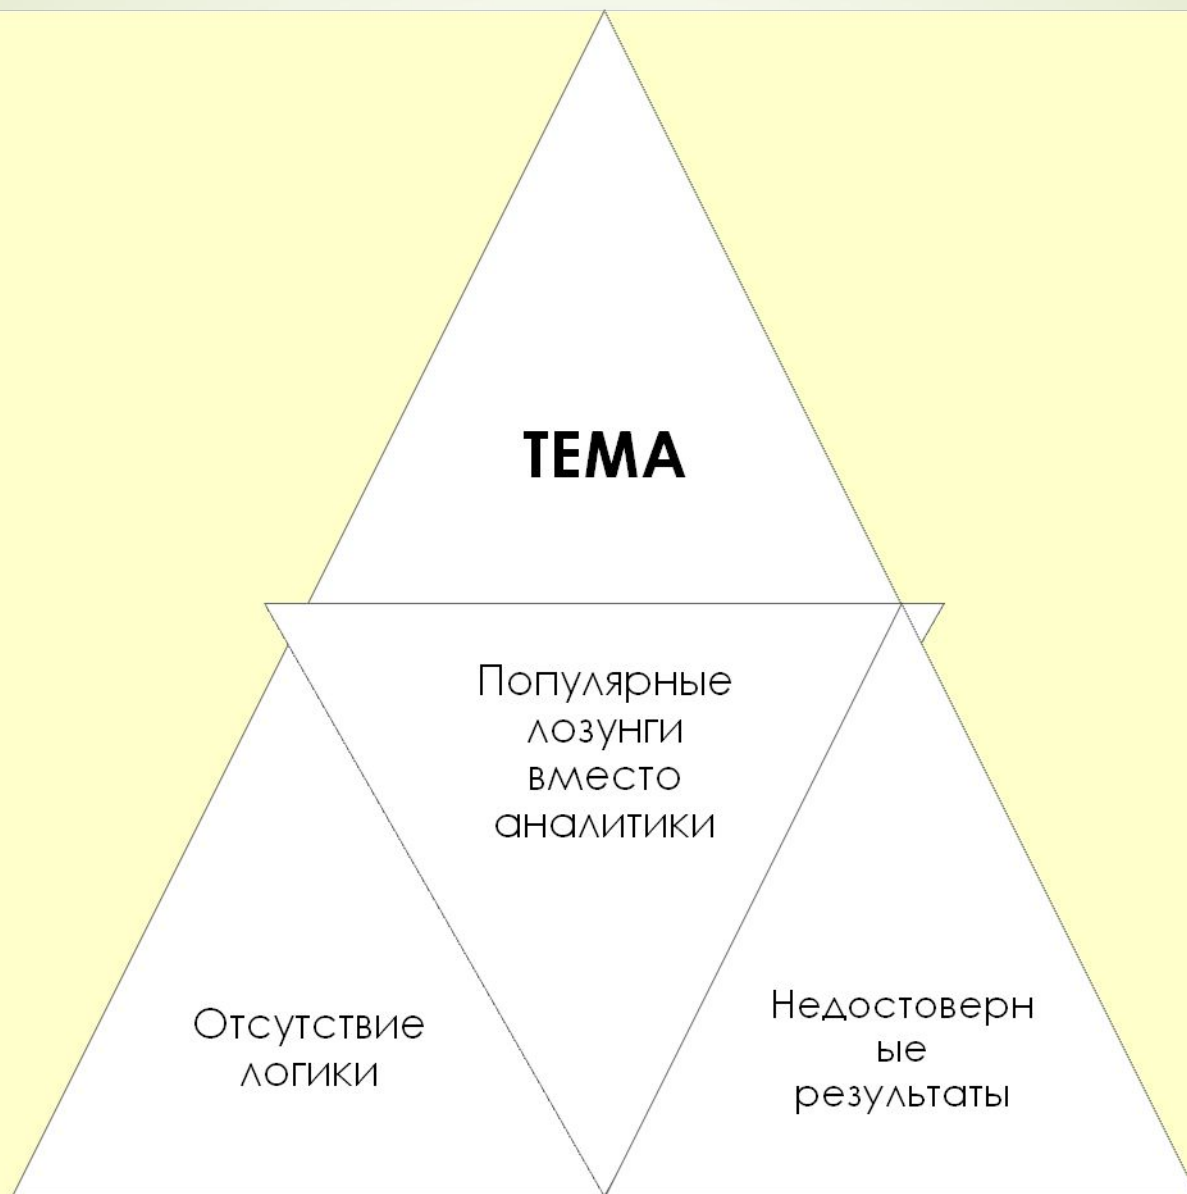 ТЕМА
Популярные
лозунги
вместо
аналитики
Отсутствие
логики
Недостоверн
ые
результаты